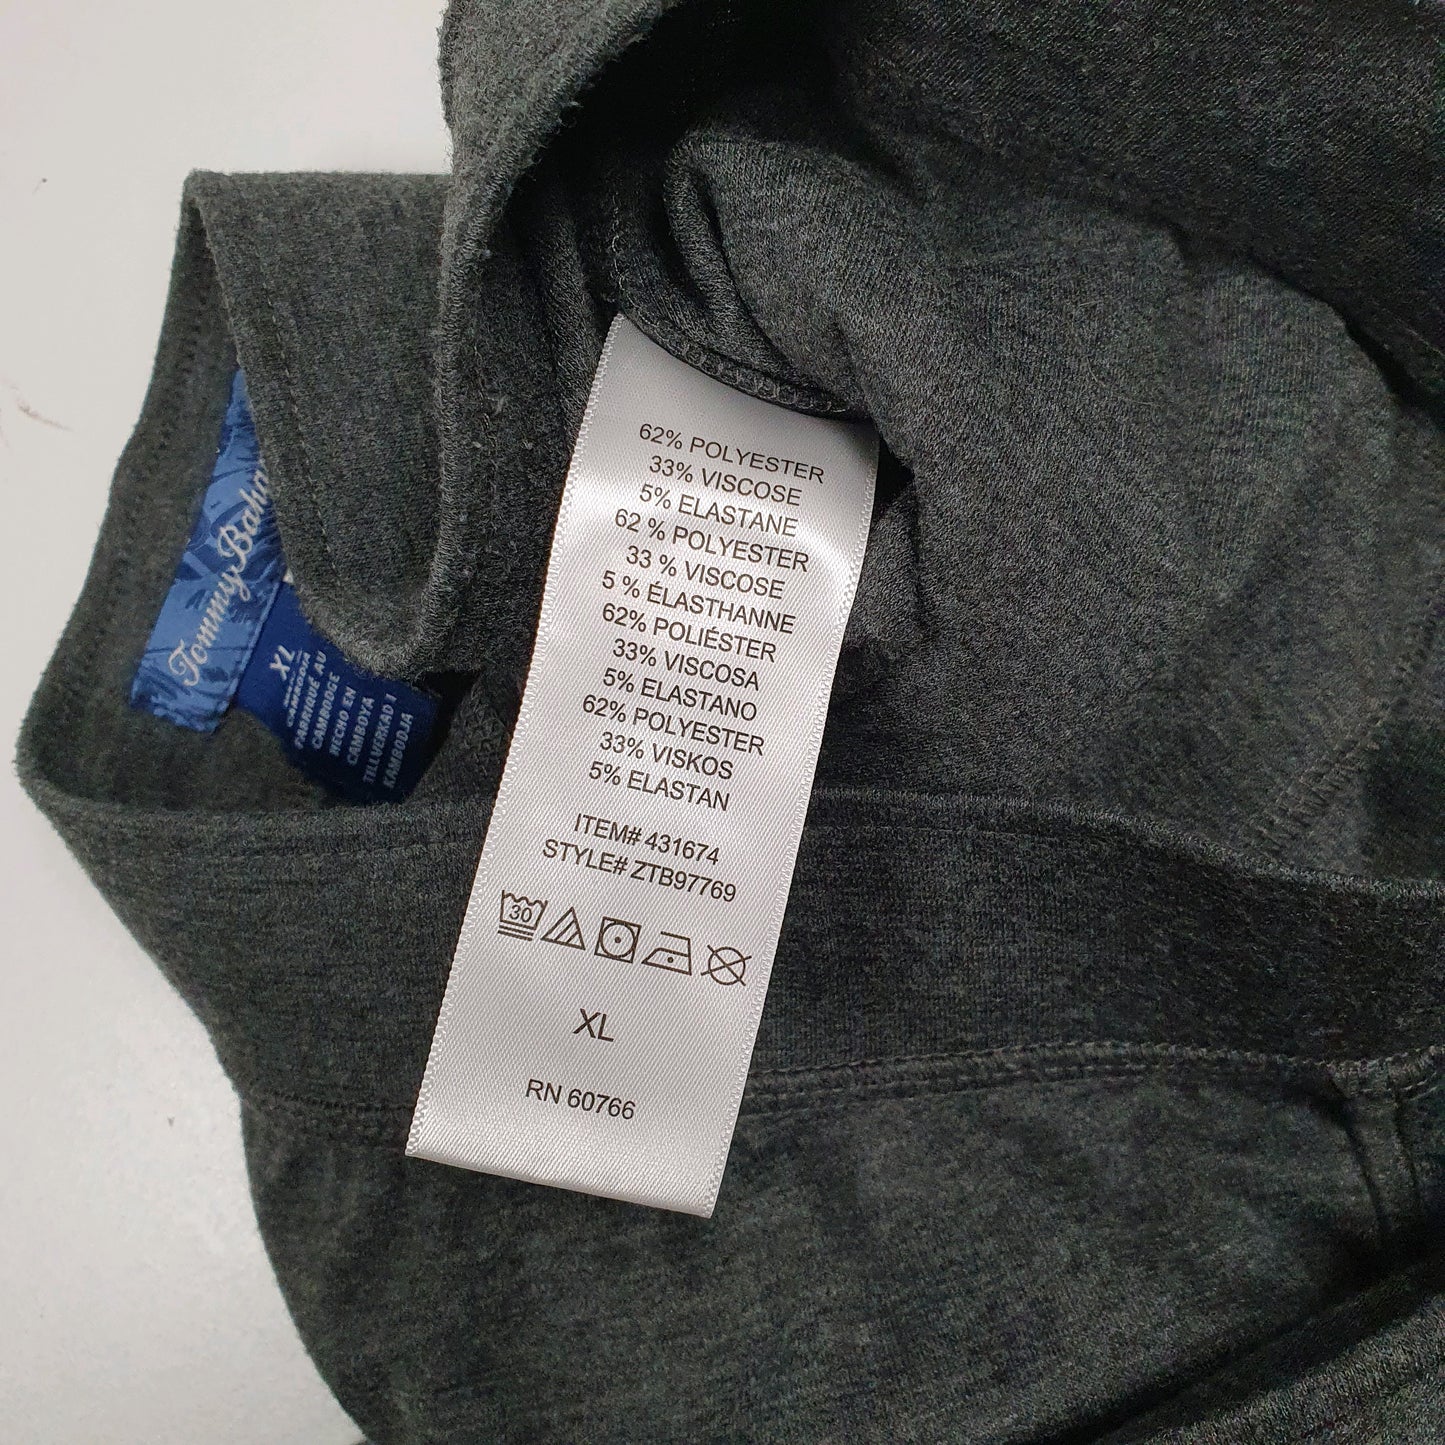 Tommy Baha
XL
CAMBODIA
FABRIQUÉ AU
CAMBODGE
HECHO EN
CAMBOYA
TILLVERKAD I
KAMBODJA
62% POLYESTER
33% VISCOSE
5% ELASTANE
62 % POLYESTER
33 % VISCOSE
5 % ÉLASTHANNE
62% POLIÉSTER
33% VISCOSA
5% ELASTANO
62% POLYESTER
33% VISKOS
5% ELASTAN
ITEM# 431674
STYLE# ZTB97769
30
XL
RN 60766